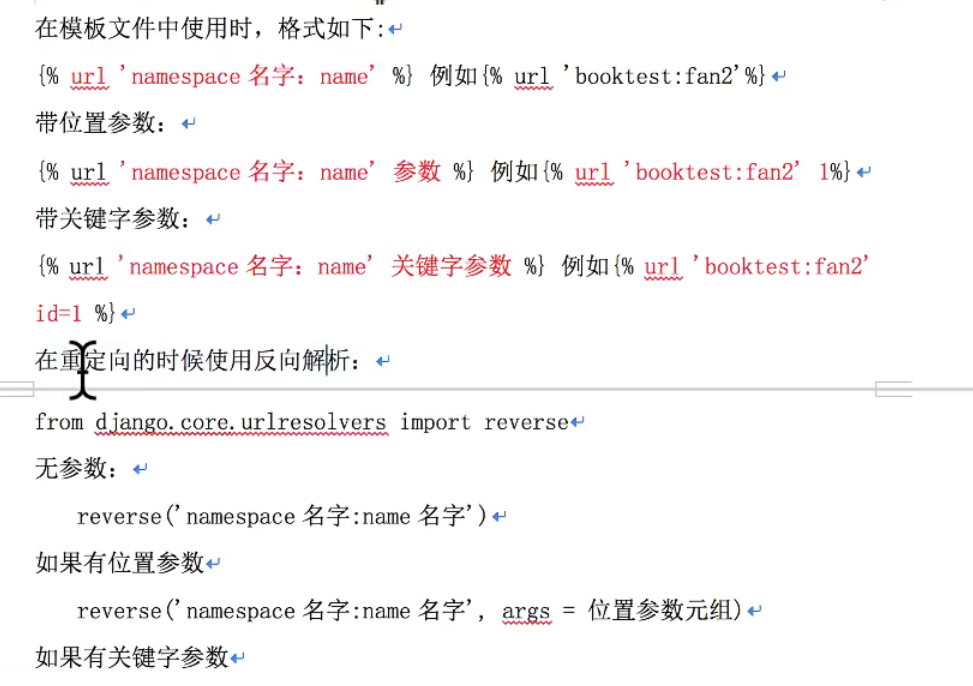 在模板文件中使用时，格式如下:
{% url 'namespace 名字：name' %} 例如{% url 'booktest:fan2'%}
带位置参数：
{% url 'namespace 名字：name' 参数 %} 例如{% url 'booktest:fan2' 1%}
带关键字参数：
{% url 'namespace 名字：name' 关键字参数 %} 例如{% url 'booktest:fan2'
id=1 %}
在重定向的时候使用反向解析：
from django.core.urlresolvers import reverse
无参数：
reverse('namespace 名字:name 名字')
如果有位置参数
reverse('namespace 名字:name 名字', args = 位置参数元组)
如果有关键字参数